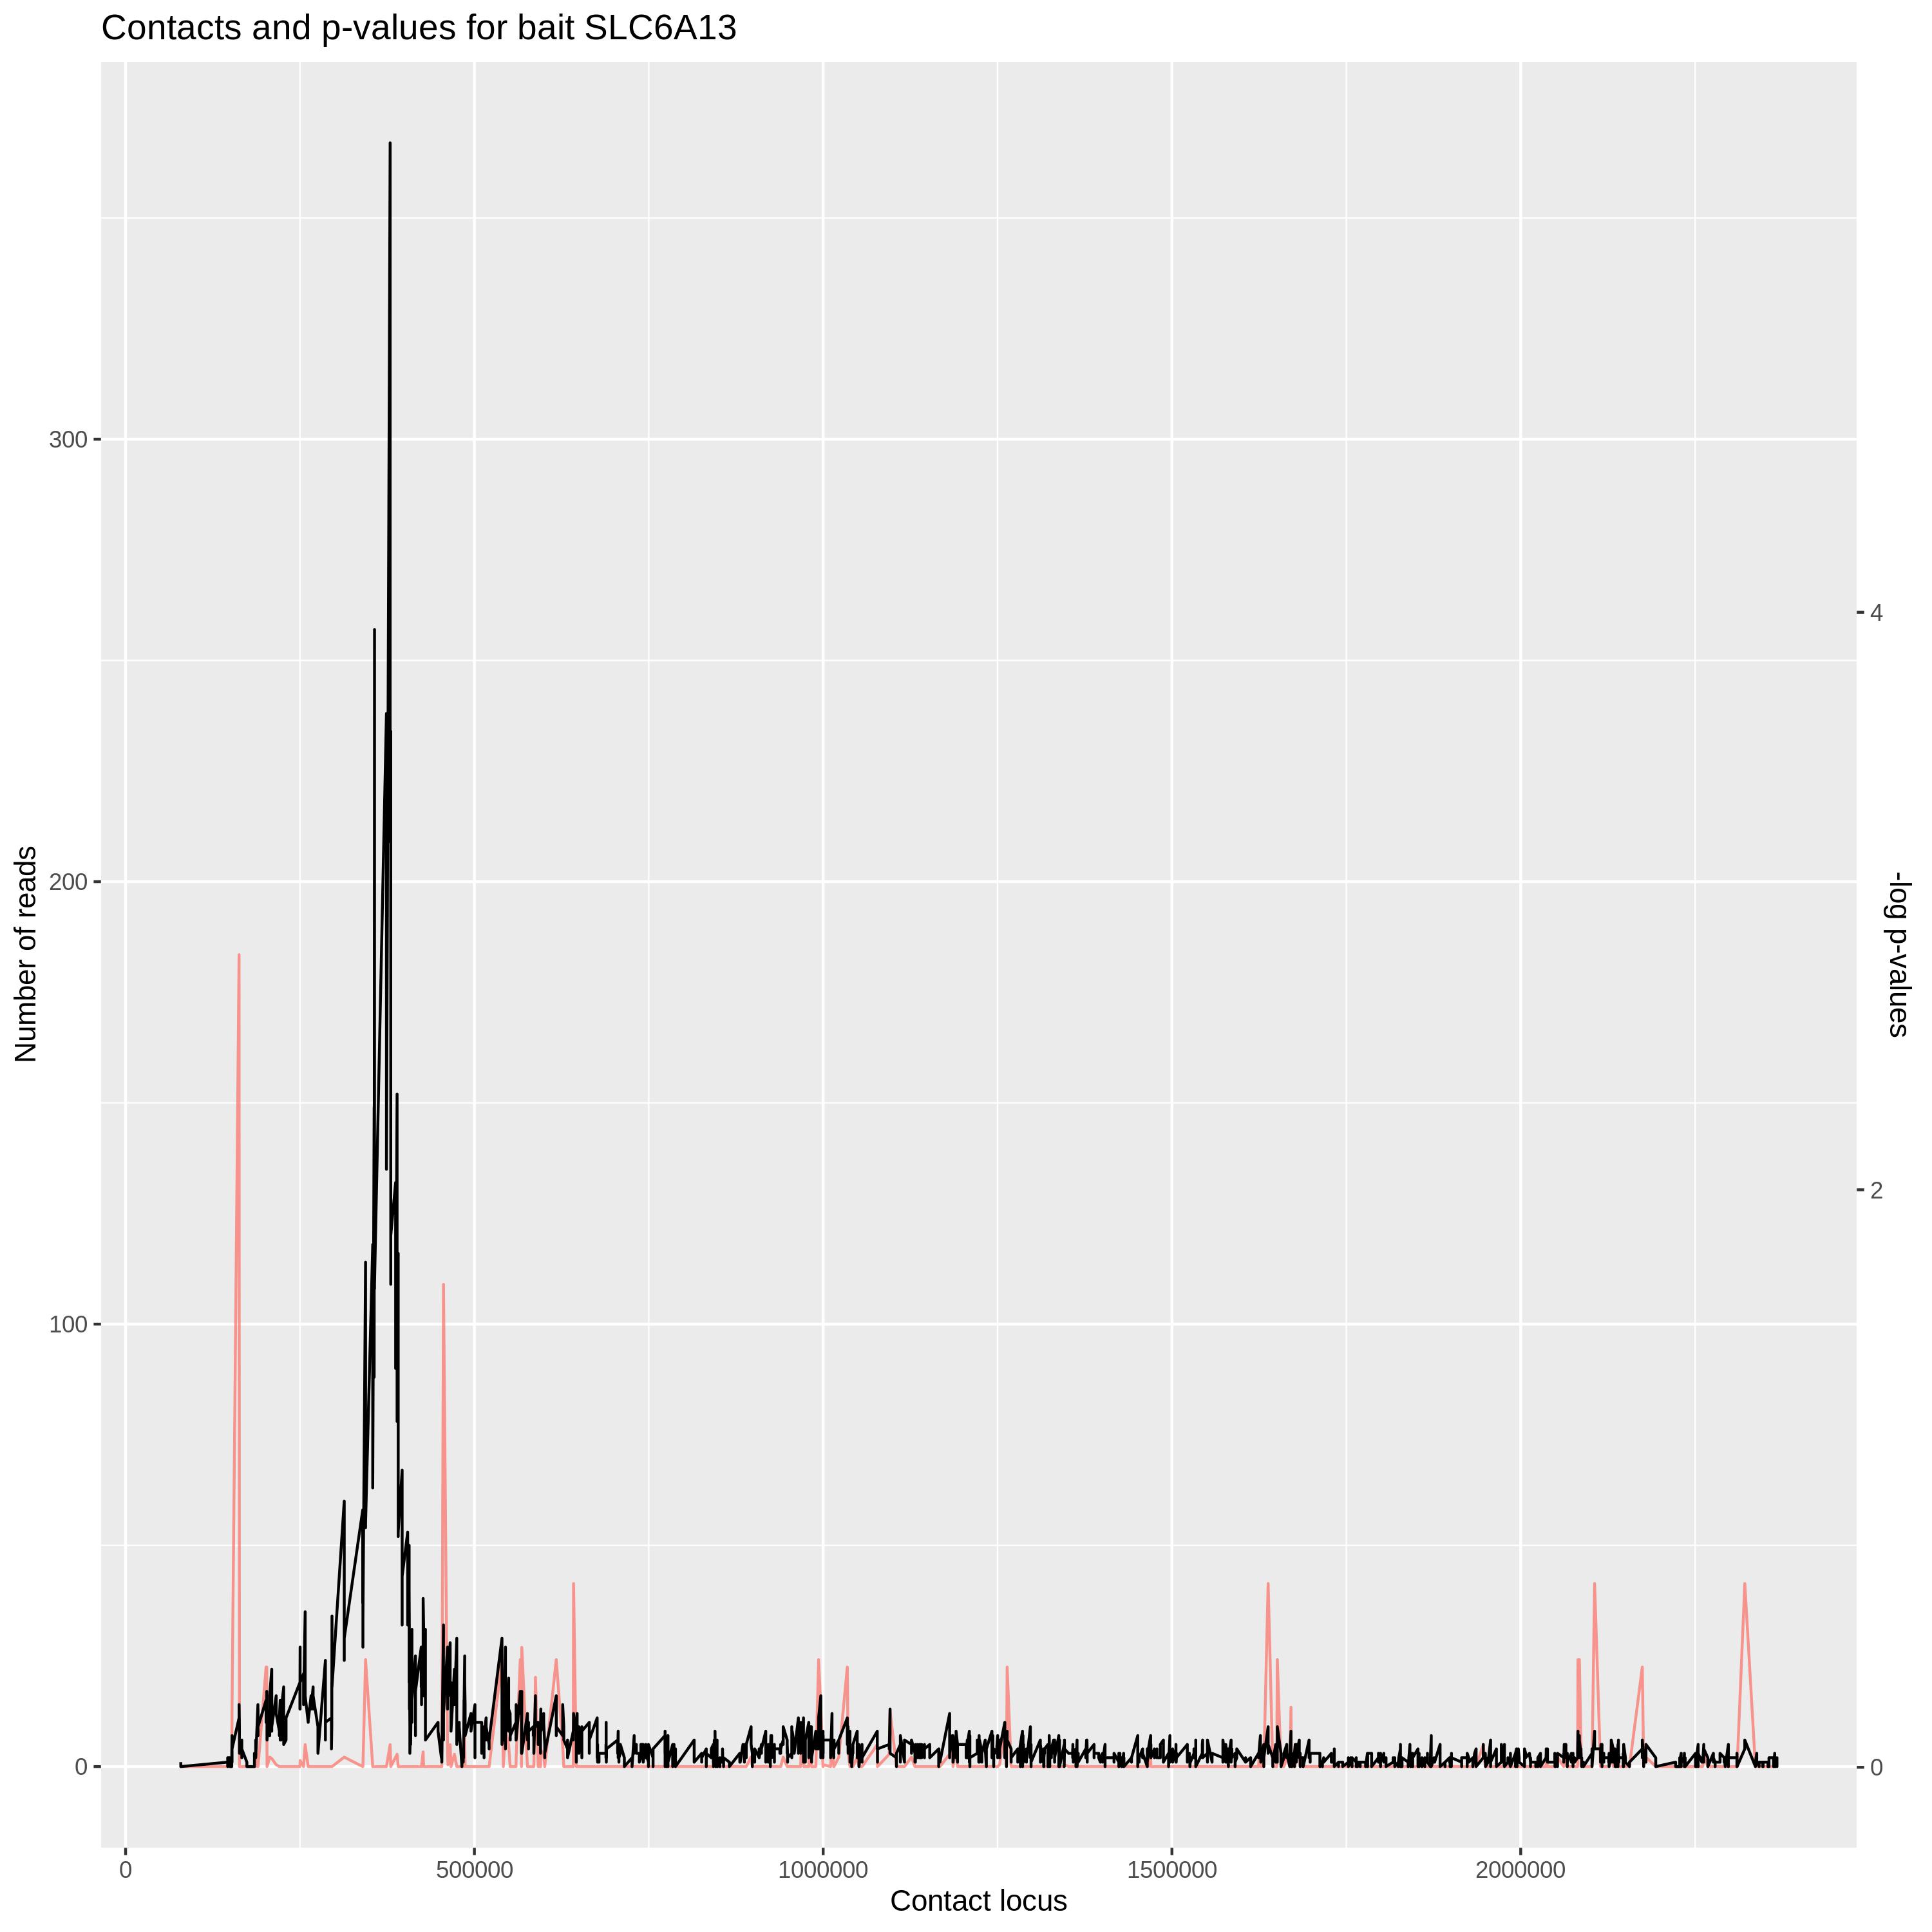 Contacts and p-values for bait SLC6A13
Number of reads
300
200
100
0
4
2
0
-log p-values
0 500000 1000000 1500000 2000000
Contact locus